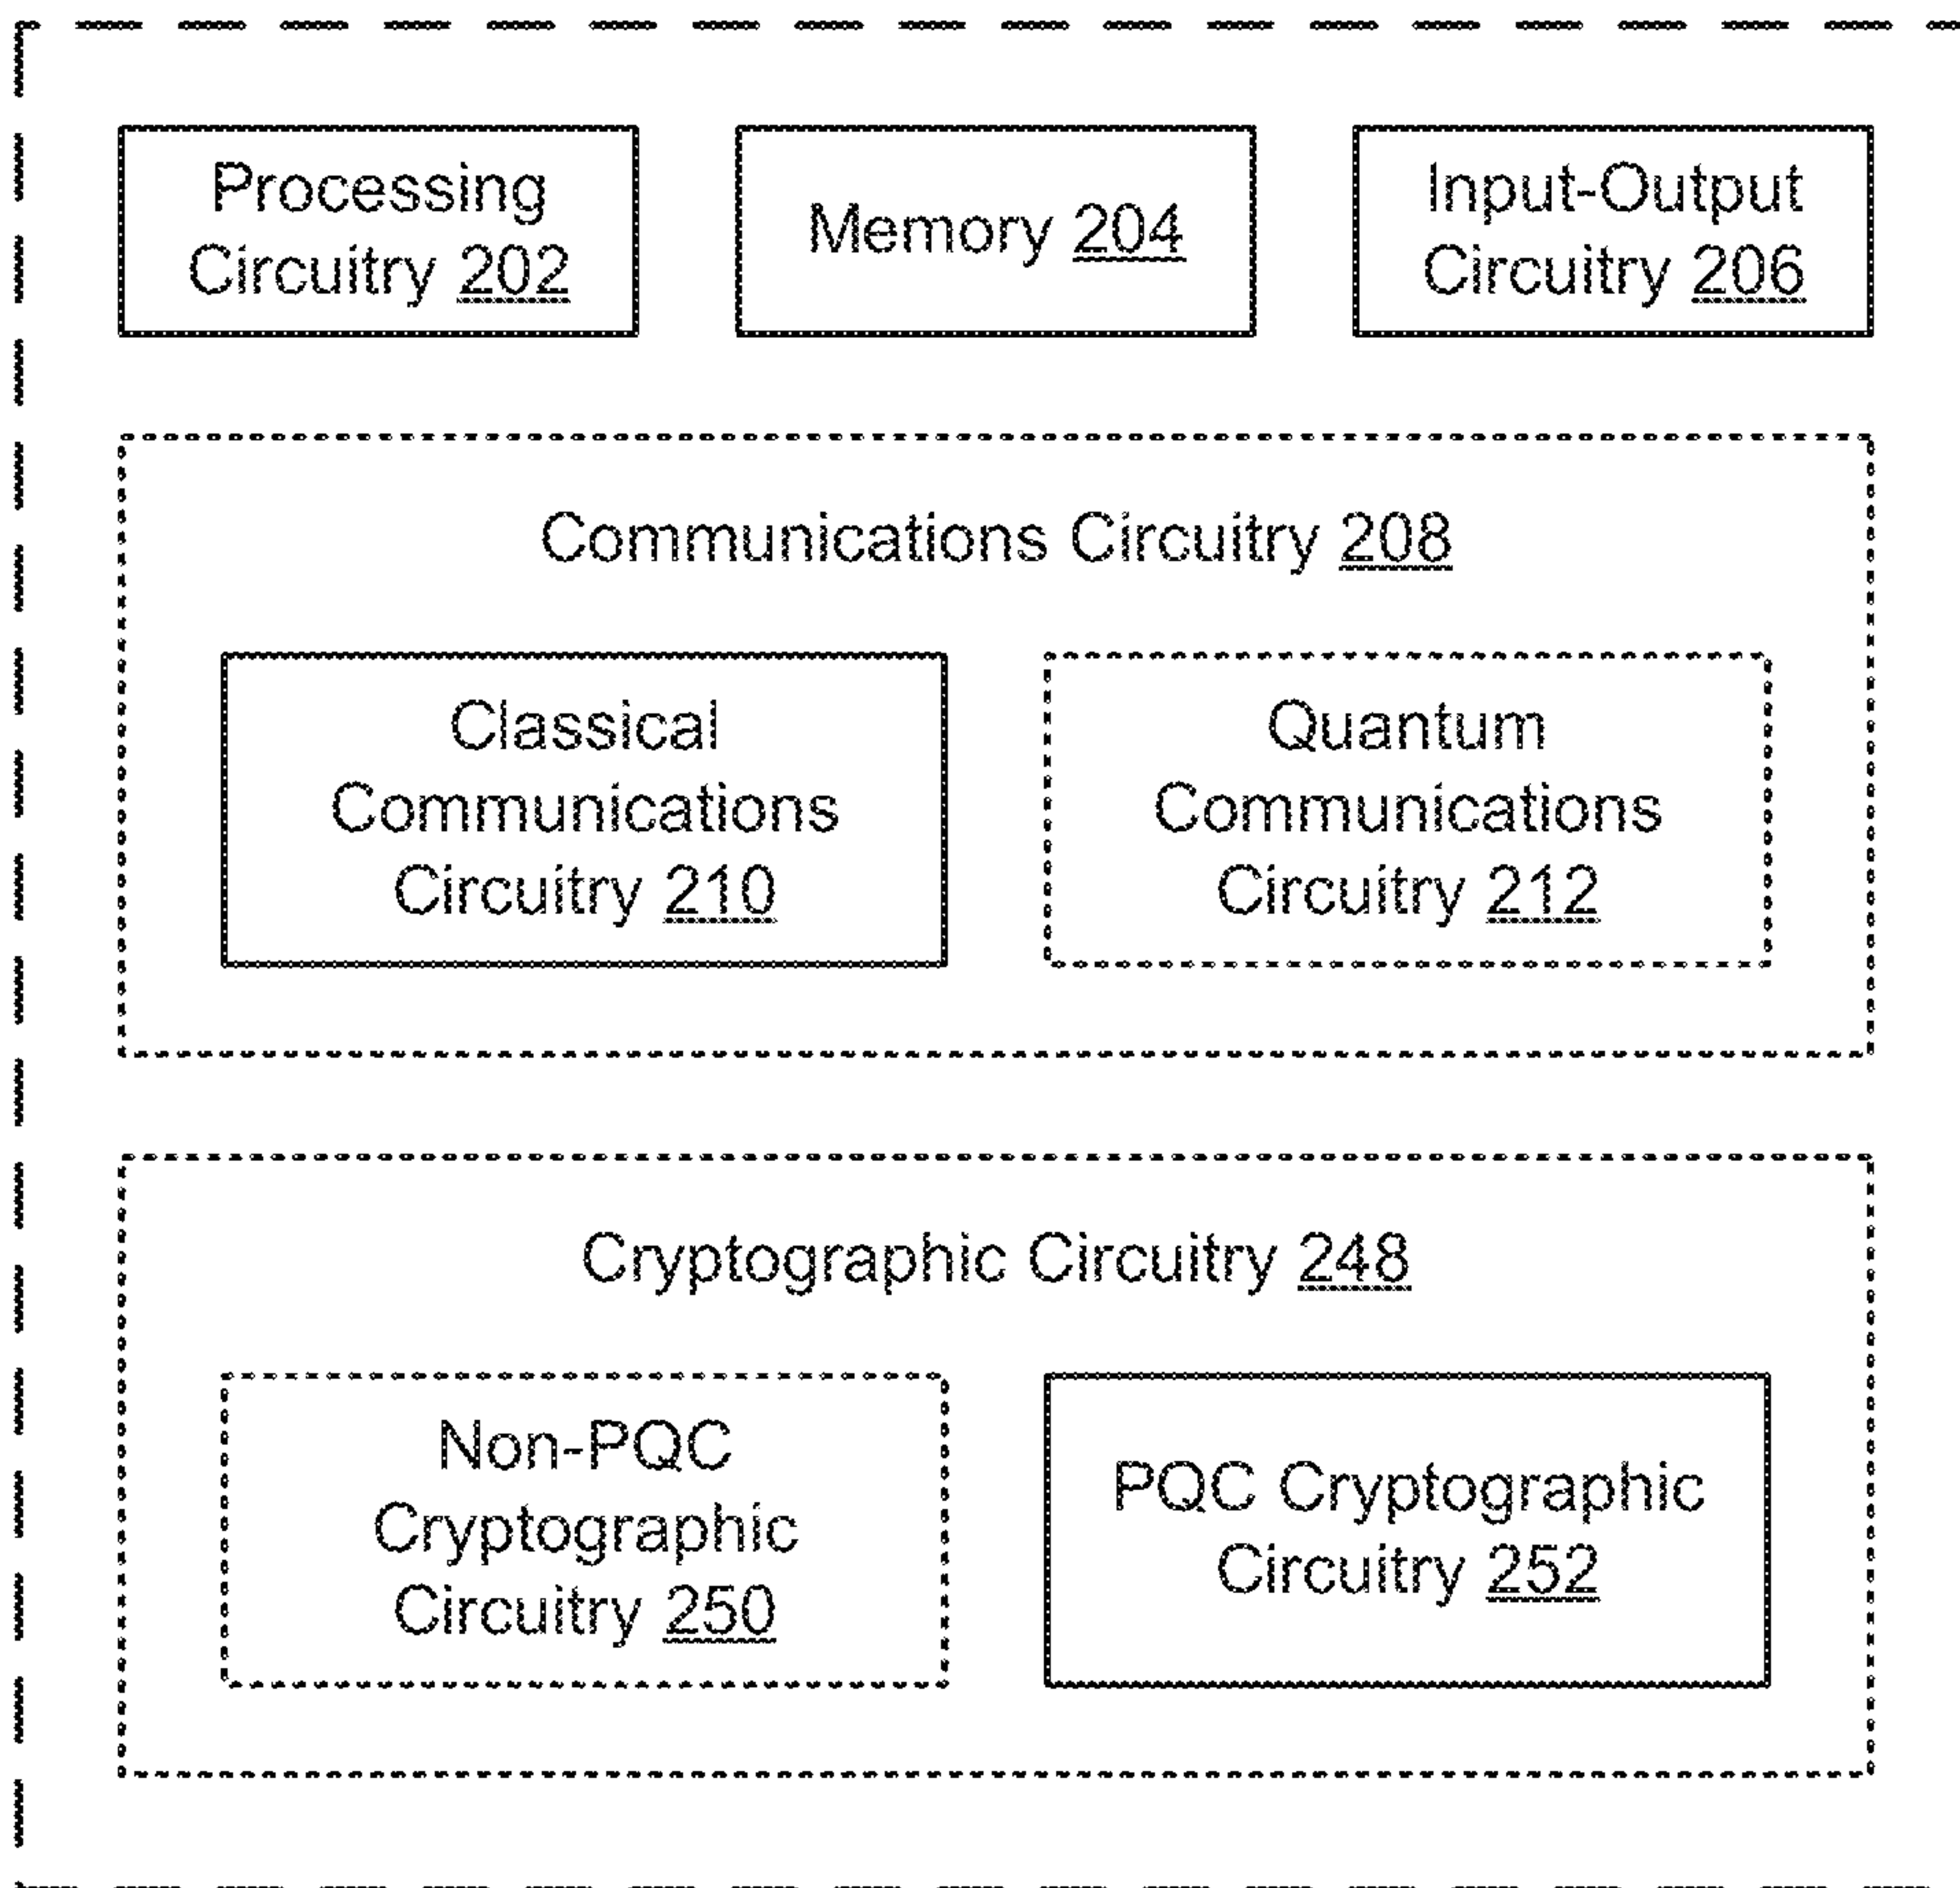 Processing
Circuitry 202
Memory 204
Input-Output
Circuitry 206
Communications Circuitry 208
Classical
Communications
Circuitry 210
Quantum
Communications
Circuitry 212
Cryptographic Circuitry 248
Non-PQC
Cryptographic
Circuitry 250
PQC Cryptographic
Circuitry 252